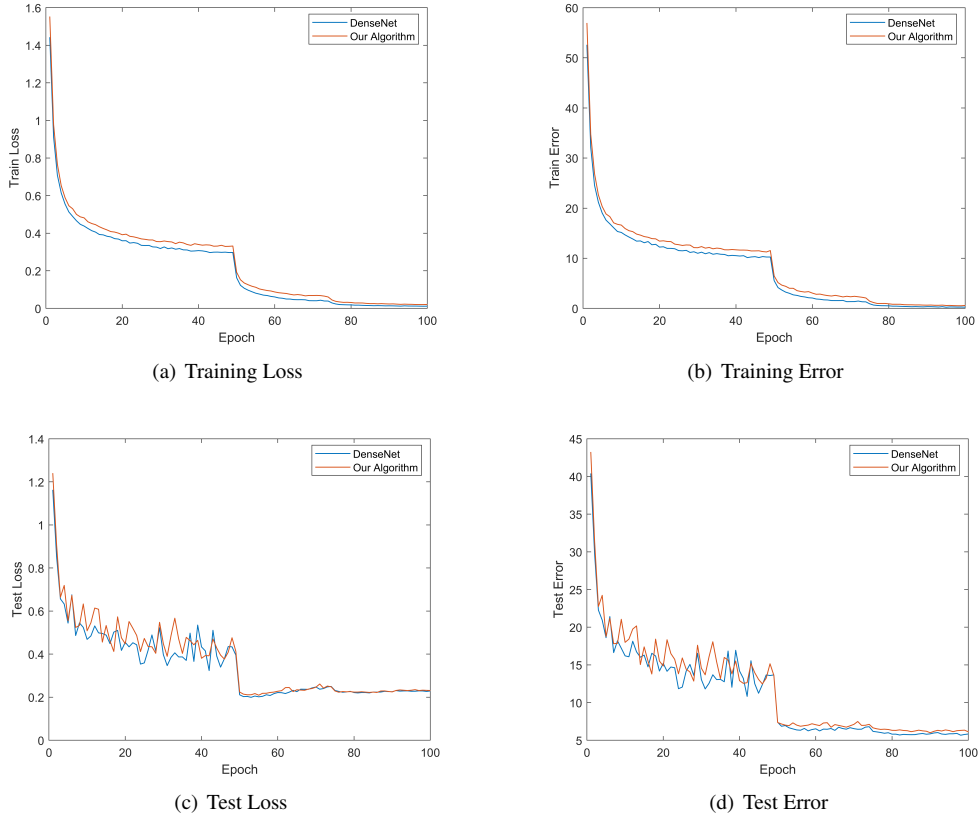 1.6
1.4
1.2
1
0.8
0.6
0.4
0.2
0
Train Loss
0 20 40 60 80 100
Epoch
DenseNet
Our Algorithm
(a) Training Loss
60
50
40
30
20
10
0
Train Error
0 20 40 60 80 100
Epoch
DenseNet
Our Algorithm
(b) Training Error
1.4
1.2
1
0.8
0.6
0.4
0.2
0
Test Loss
0 20 40 60 80 100
Epoch
DenseNet
Our Algorithm
(c) Test Loss
45
40
35
30
25
20
15
10
5
Test Error
0 20 40 60 80 100
Epoch
DenseNet
Our Algorithm
(d) Test Error